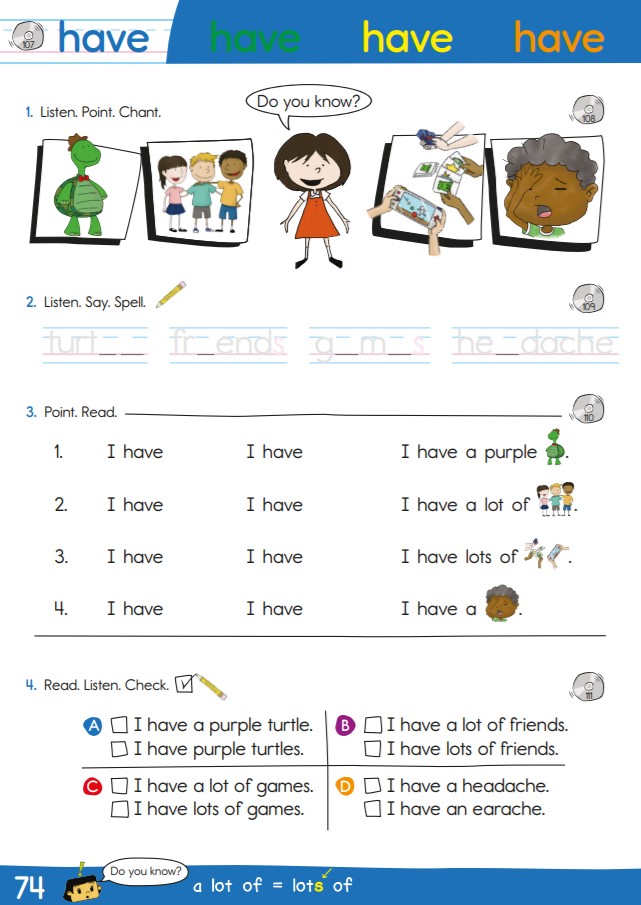 107 have have have have
Do you know?
1. Listen. Point. Chant. 108
2. Listen. Say. Spell. 109
turt_ _ fr_ends g_m_s he_dache
3. Point. Read. 110
1. I have I have I have a purple .
2. I have I have I have a lot of .
3. I have I have I have lots of .
4. I have I have I have a .
4. Read. Listen. Check. 111
A I have a purple turtle.
I have purple turtles.
B I have a lot of friends.
I have lots of friends.
C I have a lot of games.
I have lots of games.
D I have a headache.
I have an earache.
74 Do you know? a lot of = lots of